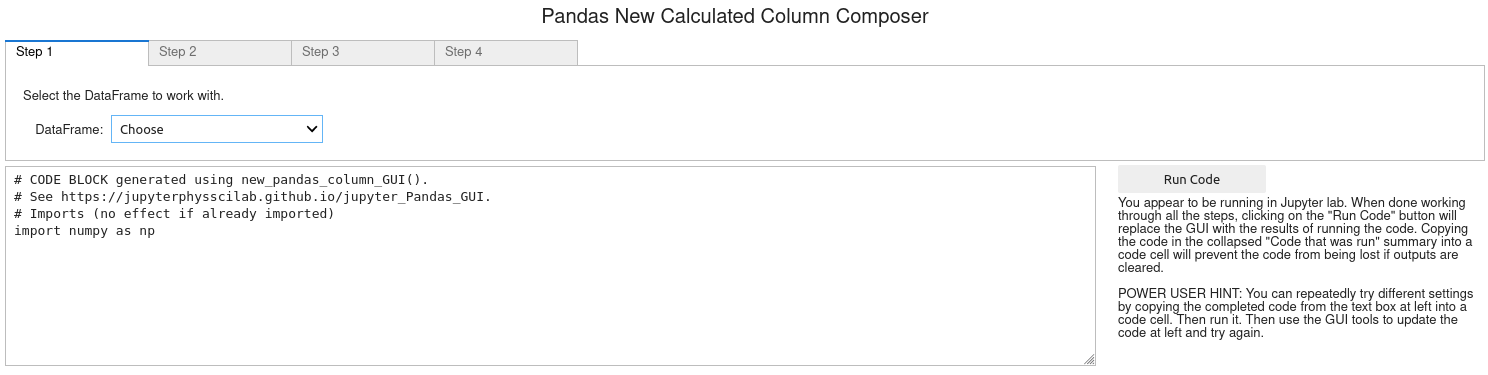 Pandas New Calculated Column Composer
Step 1
Step 2
Step 3
Step 4
Select the DataFrame to work with.
DataFrame: Choose
# CODE BLOCK generated using new_pandas_column_GUI().
# See https://jupyterphysscilab.github.io/jupyter_Pandas_GUI.
# Imports (no effect if already imported)
import numpy as np
Run Code
You appear to be running in Jupyter lab. When done working
through all the steps, clicking on the "Run Code" button will
replace the GUI with the results of running the code. Copying
the code in the collapsed "Code that was run" summary into a
code cell will prevent the code from being lost if outputs are
cleared.
POWER USER HINT: You can repeatedly try different settings
by copying the completed code from the text box at left into a
code cell. Then run it. Then use the GUI tools to update the
code at left and try again.